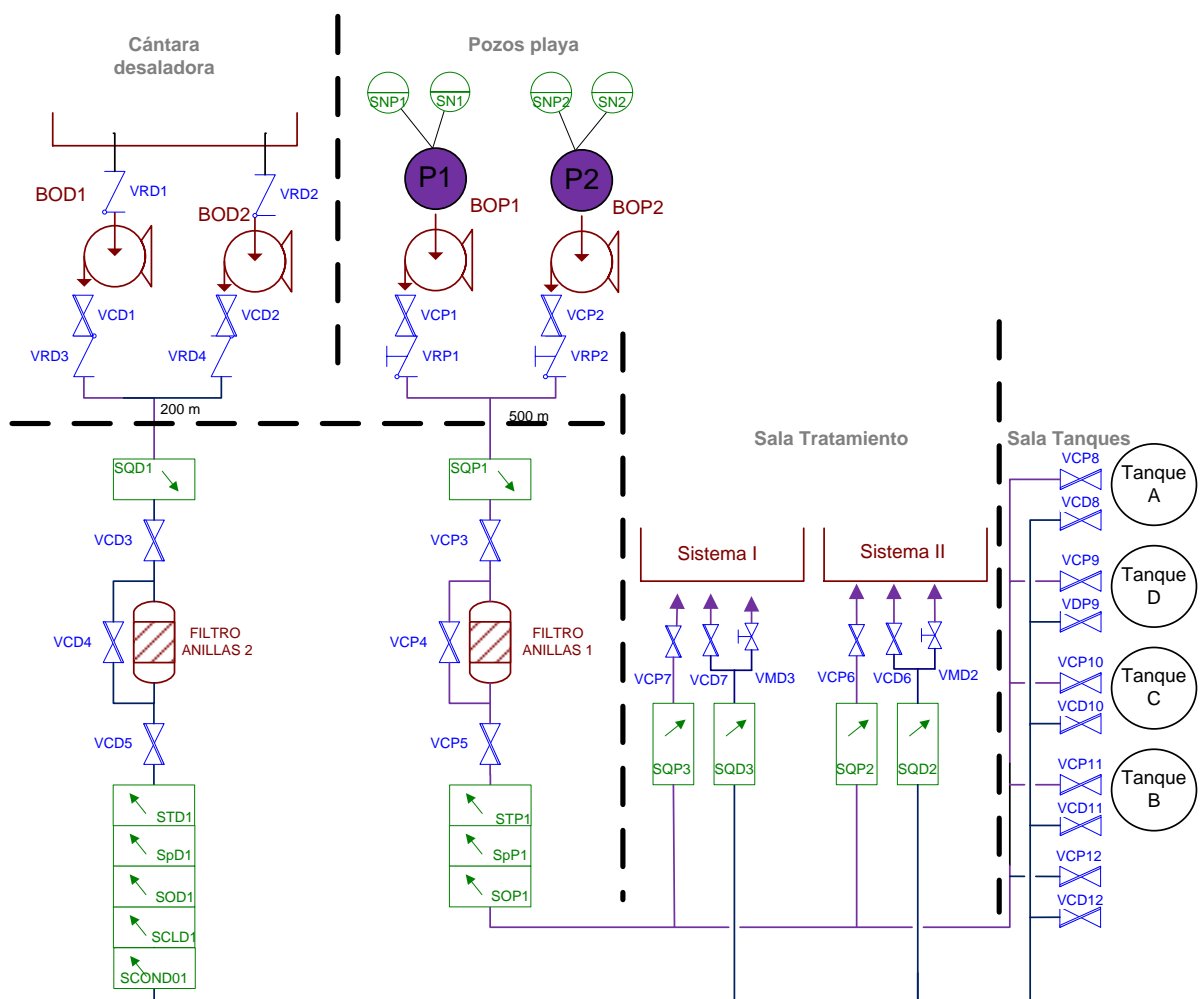 Cántara
desaladora
Pozos playa
SNP1
SN1
SNP2
SN2
P1
P2
BOD1
VRD1
VRD2
BOD2
BOP1
BOP2
VCD1
VCD2
VCP1
VCP2
VRD3
VRD4
VRP1
VRP2
200 m
500 m
Sala Tratamiento
Sala Tanques
SQD1
SQP1
VCP8
Tanque
A
VCD8
VCD3
VCP3
Sistema I
Sistema II
VCP9
Tanque
D
VDP9
VCD4
FILTRO
ANILLAS 2
VCP4
FILTRO
ANILLAS 1
VCP7
VCD7
VMD3
VCP6
VCD6
VMD2
VCP10
Tanque
C
VCD10
VCD5
VCP5
SQP3
SQD3
SQP2
SQD2
VCP11
Tanque
B
VCD11
STD1
STP1
SpD1
SpP1
VCP12
SOD1
SOP1
VCD12
SCLD1
SCOND01